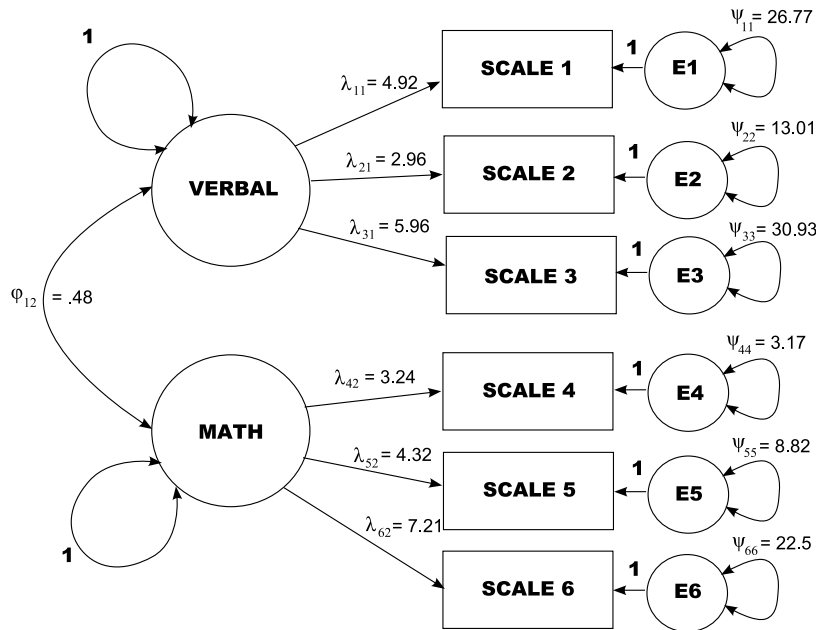 1
VERBAL
φ₁₂ = .48
MATH
1
λ₁₁= 4.92
λ₂₁= 2.96
λ₃₁= 5.96
λ₄₂ = 3.24
λ₅₂= 4.32
λ₆₂= 7.21
SCALE 1
1
E1
ψ₁₁ = 26.77
SCALE 2
1
E2
ψ₂₂ = 13.01
SCALE 3
1
E3
ψ₃₃ = 30.93
SCALE 4
1
E4
ψ₄₄ = 3.17
SCALE 5
1
E5
ψ₅₅ = 8.82
SCALE 6
1
E6
ψ₆₆ = 22.5